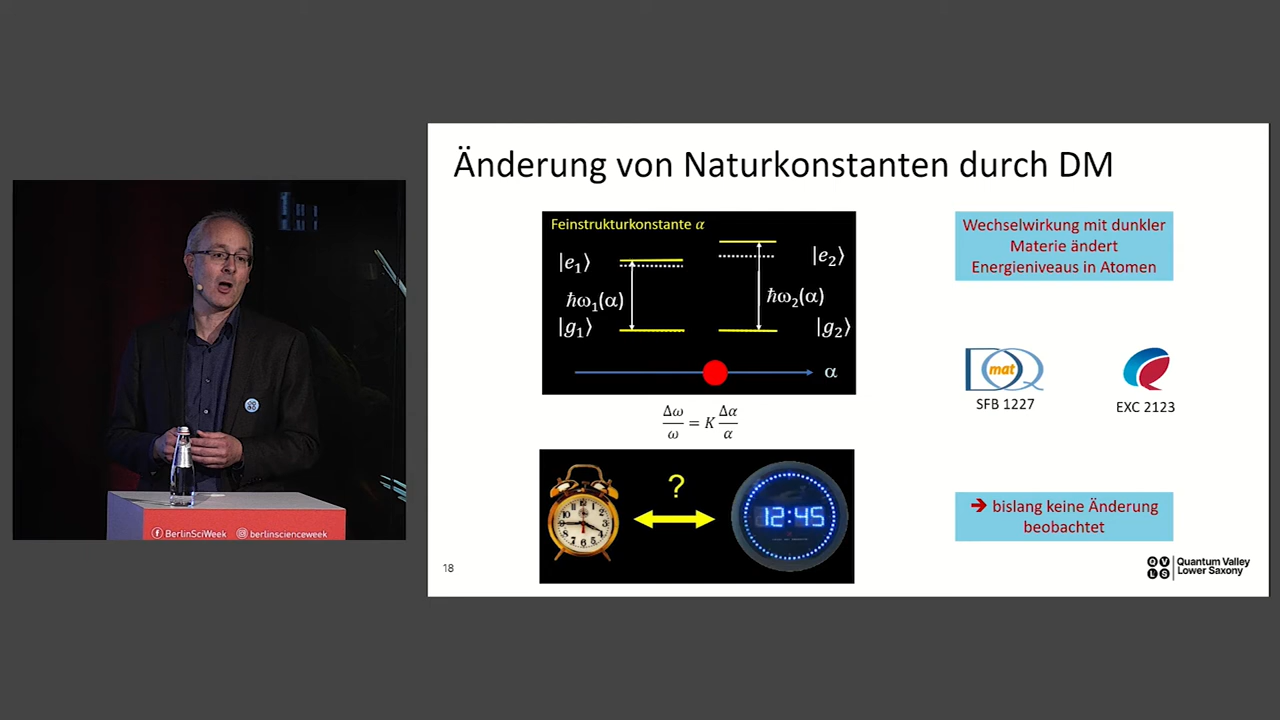 Änderung von Naturkonstanten durch DM
Feinstrukturkonstante α
|e₁⟩
|e₂⟩
ħω₁(α)
ħω₂(α)
|g₁⟩
|g₂⟩
α
Δω/ω = K Δα/α
?
12:45
Wechselwirkung mit dunkler
Materie ändert
Energieniveaus in Atomen
DQ
mat
SFB 1227
EXC 2123
➔ bislang keine Änderung
beobachtet
18
QVLS
Quantum Valley
Lower Saxony
BerlinSciWeek
berlinscienceweek